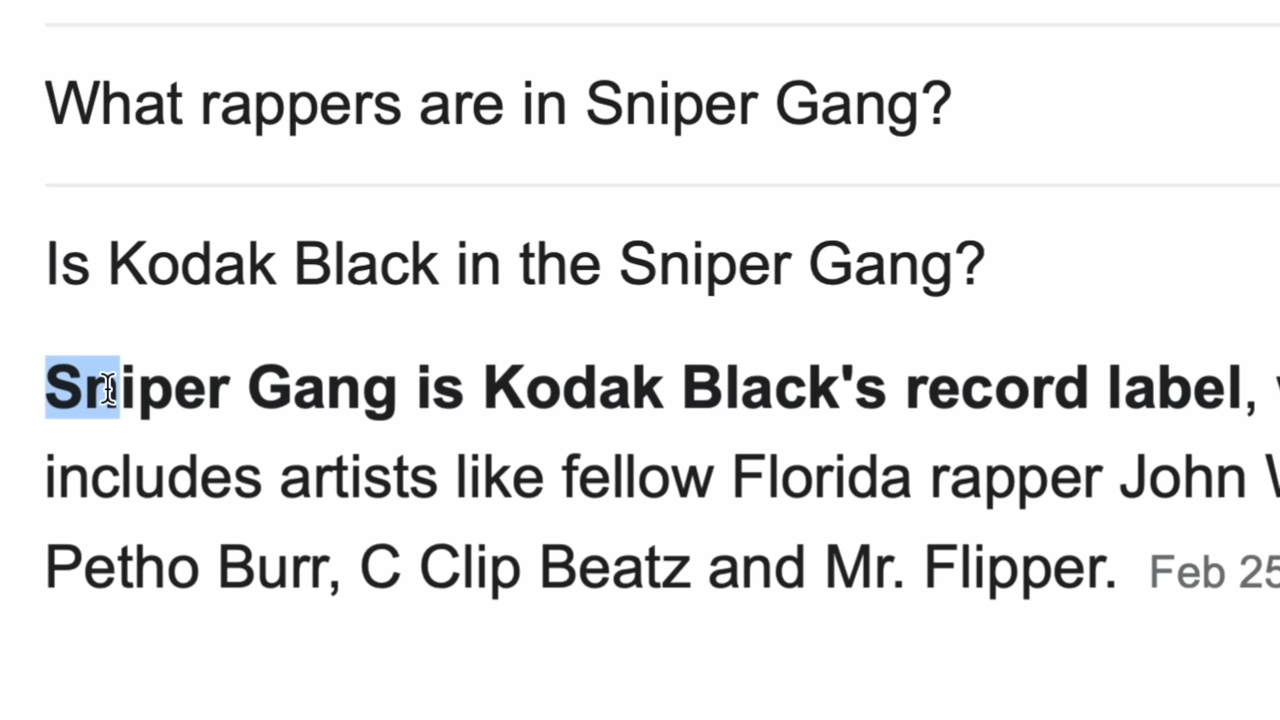 What rappers are in Sniper Gang?
Is Kodak Black in the Sniper Gang?
Sniper Gang is Kodak Black's record label,
includes artists like fellow Florida rapper John
Petho Burr, C Clip Beatz and Mr. Flipper. Feb 25